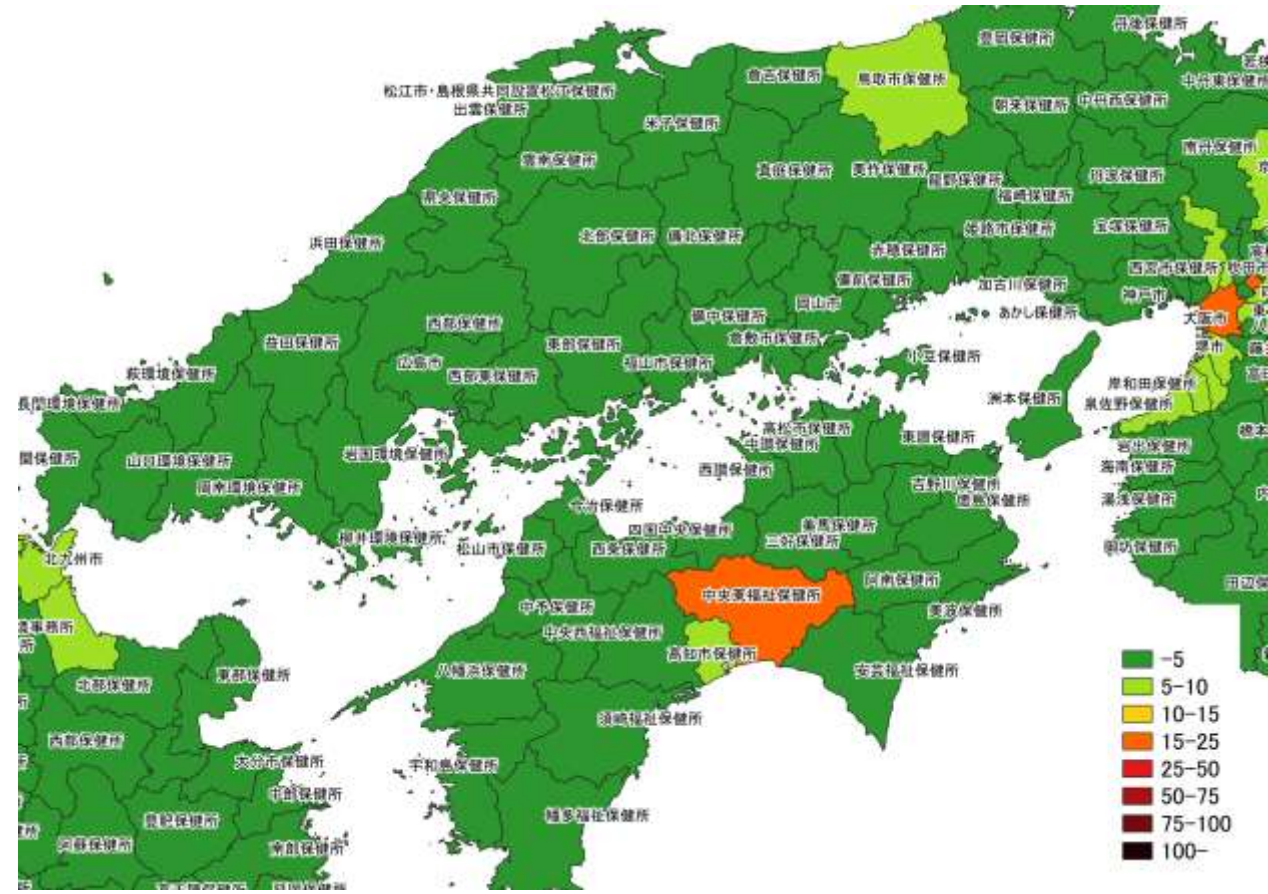 丹後保健所
豊岡保健所
倉吉保健所
鳥取市保健所
中丹東保健所
松江市・島根県共同設置松江保健所
出雲保健所
米子保健所
朝来保健所
中丹西保健所
雲南保健所
真庭保健所
美作保健所
南丹保健所
龍野保健所
丹波保健所
福崎保健所
県央保健所
浜田保健所
北部保健所
備北保健所
姫路市保健所
宝塚保健所
赤穂保健所
西宮市保健所
吹田市
備前保健所
加古川保健所
神戸市
岡山市
あかし保健所
大阪市
西部保健所
備中保健所
倉敷市保健所
益田保健所
東部保健所
堺市
広島市
西部東保健所
福山市保健所
小豆保健所
萩環境保健所
岸和田保健所
洲本保健所
泉佐野保健所
長門環境保健所
高松市保健所
中讃保健所
東讃保健所
岩出保健所
山口環境保健所
岩国環境保健所
西讃保健所
海南保健所
周南環境保健所
吉野川保健所
徳島保健所
湯浅保健所
今治保健所
四国中央保健所
美馬保健所
柳井環境保健所
松山市保健所
西条保健所
三好保健所
御坊保健所
北九州市
阿南保健所
中央東福祉保健所
中予保健所
美波保健所
中央西福祉保健所
高知市保健所
東部保健所
八幡浜保健所
安芸福祉保健所
北部保健所
須崎福祉保健所
西部保健所
大分市保健所
宇和島保健所
中部保健所
豊肥保健所
幡多福祉保健所
阿蘇保健所
南部保健所
-5
5-10
10-15
15-25
25-50
50-75
75-100
100-